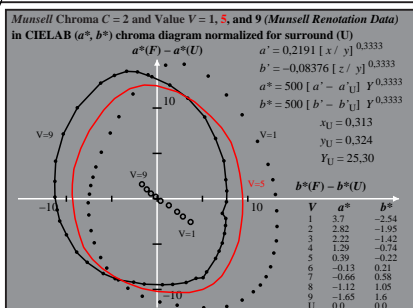 Munsell Chroma C = 2 and Value V = 1, 5, and 9 (Munsell Renotation Data)
in CIELAB (a*, b*) chroma diagram normalized for surround (U)
a*(F) – a*(U)
a' = 0,2191 [ x / y ] 0,3333
b' = –0,08376 [ z / y ] 0,3333
a* = 500 [ a' – a'U ] Y 0,3333
b* = 500 [ b' – b'U ] Y 0,3333
xU = 0,313
yU = 0,324
YU = 25,30
10
V=9
V=1
V=9
V=5
V=1
–10
10
–10
b*(F) – b*(U)
V a* b*
1 3.7 –2.54
2 2.82 –1.95
3 2.22 –1.42
4 1.29 –0.74
5 0.39 –0.22
6 –0.13 0.21
7 –0.66 0.58
8 –1.12 1.05
9 –1.65 1.6
U 0.0 0.0